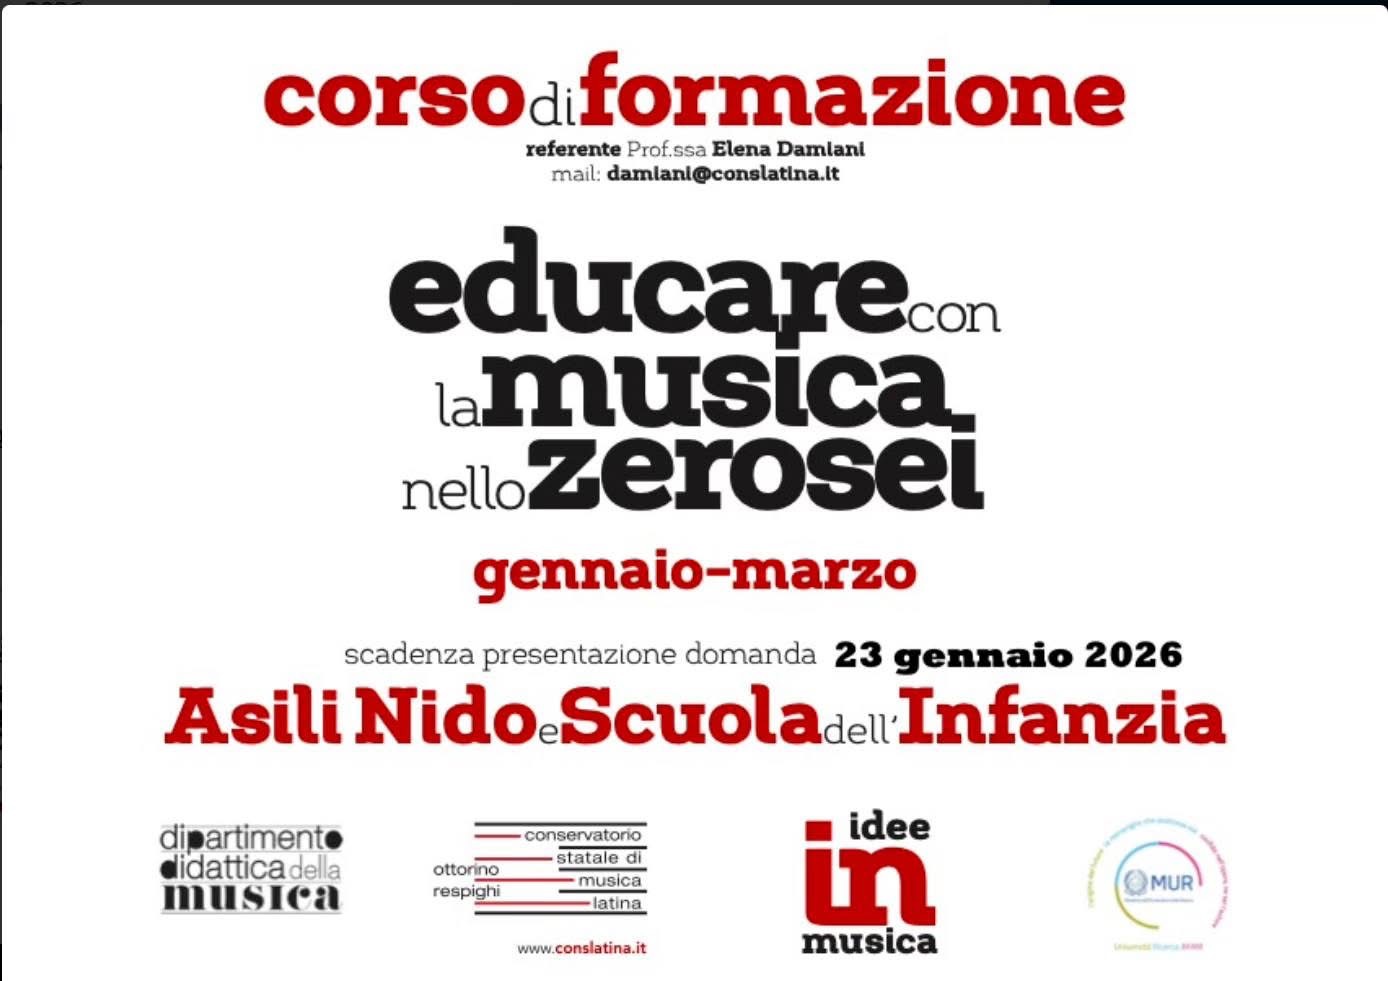 corso di formazione
referente Prof.ssa Elena Damiani
mail: damiani@conslatina.it
educare con
la musica
nello zerosei
gennaio-marzo
scadenza presentazione domanda 23 gennaio 2026
Asili Nido e Scuola dell'Infanzia
dipartimento
didattica della
musica
conservatorio
statale di
musica
latina
ottorino
respighi
www.conslatina.it
idee
in
musica
MUR